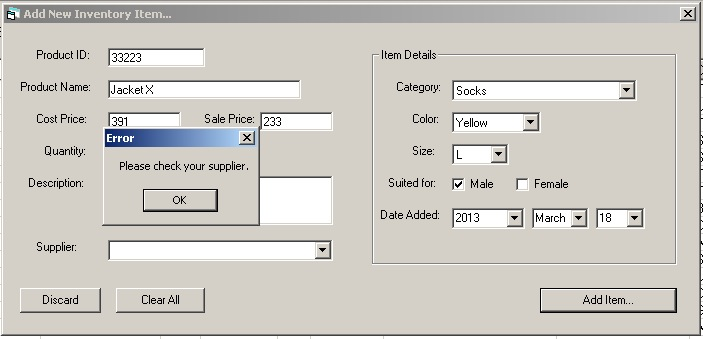 Add New Inventory Item...
Product ID: 33223
Product Name: Jacket X
Cost Price: 391 Sale Price: 233
Error
Please check your supplier.
OK
Quantity:
Description:
Supplier:
Discard Clear All
Item Details
Category: Socks
Color: Yellow
Size: L
Suited for: Male Female
Date Added: 2013 March 18
Add Item...